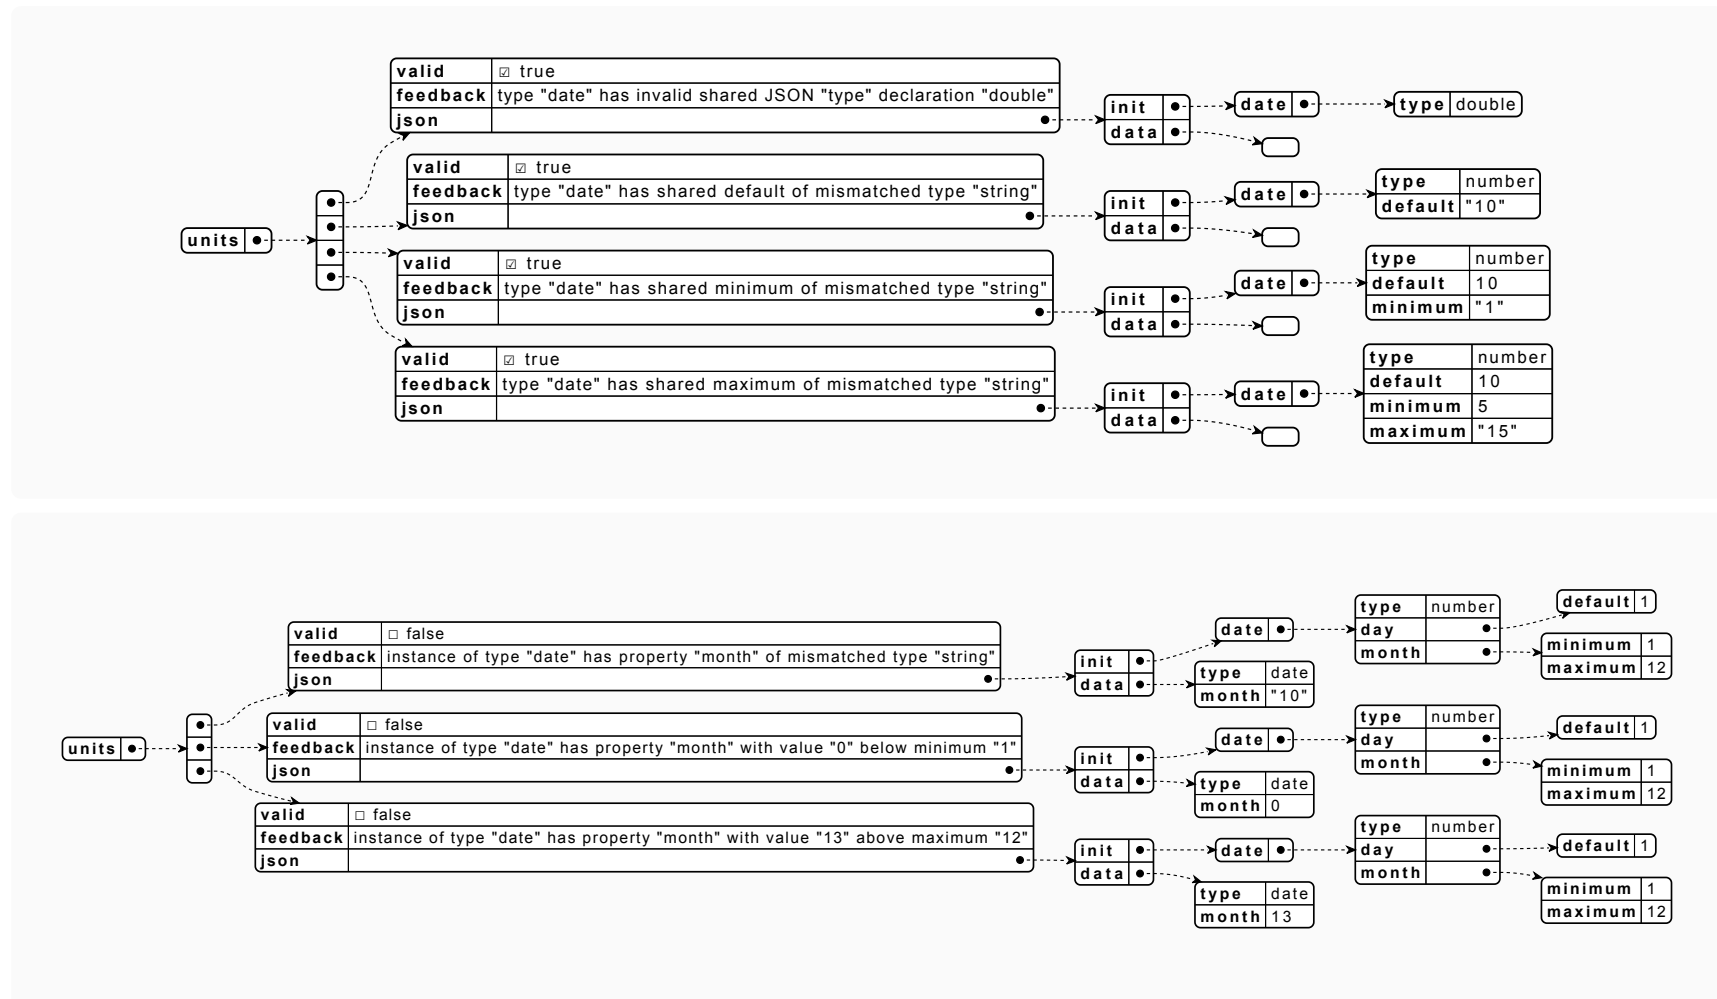 valid ☑ true
feedback type "date" has invalid shared JSON "type" declaration "double"
json
init
data
date
type double
valid ☑ true
feedback type "date" has shared default of mismatched type "string"
json
init
data
date
type number
default "10"
units
valid ☑ true
feedback type "date" has shared minimum of mismatched type "string"
json
init
data
date
type number
default 10
minimum "1"
valid ☑ true
feedback type "date" has shared maximum of mismatched type "string"
json
init
data
date
type number
default 10
minimum 5
maximum "15"
valid ☐ false
feedback instance of type "date" has property "month" of mismatched type "string"
json
init
data
date
type date
month "10"
type number
day
month
default 1
minimum 1
maximum 12
units
valid ☐ false
feedback instance of type "date" has property "month" with value "0" below minimum "1"
json
init
data
date
type date
month 0
type number
day
month
default 1
minimum 1
maximum 12
valid ☐ false
feedback instance of type "date" has property "month" with value "13" above maximum "12"
json
init
data
date
type date
month 13
type number
day
month
default 1
minimum 1
maximum 12